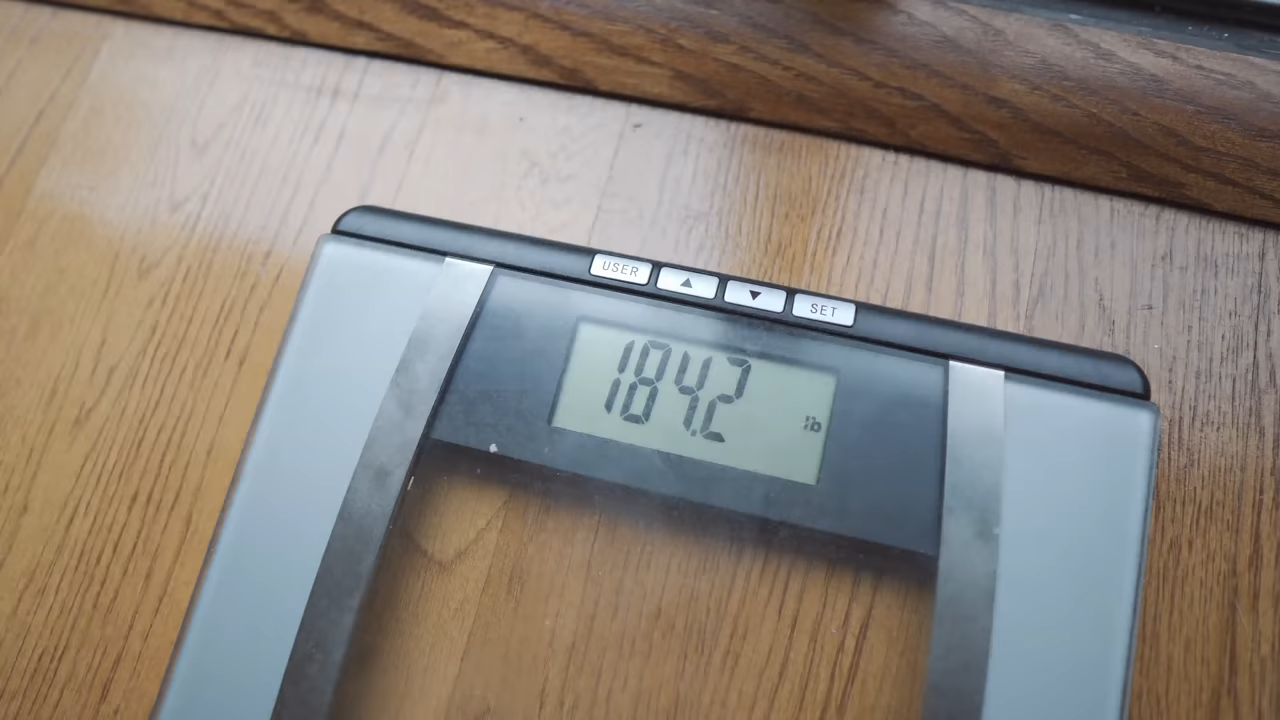 USER ▲ ▼ SET
184.2 lb